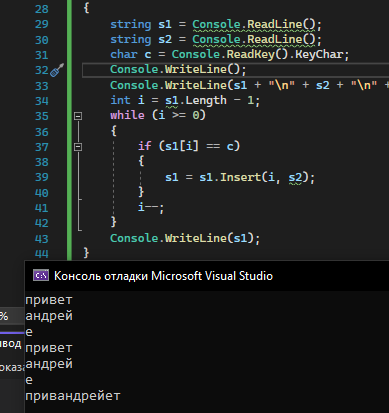 28 {
29 string s1 = Console.ReadLine();
30 string s2 = Console.ReadLine();
31 char c = Console.ReadKey().KeyChar;
32 Console.WriteLine();
33 Console.WriteLine(s1 + "\n" + s2 + "\n" +
34 int i = s1.Length - 1;
35 while (i >= 0)
36 {
37 if (s1[i] == c)
38 {
39 s1 = s1.Insert(i, s2);
40 }
41 i--;
42 }
43 Console.WriteLine(s1);
44 }
Консоль отладки Microsoft Visual Studio
%
привет
андрей
вод
е
привет
оказа
андрей
е
привандрейет